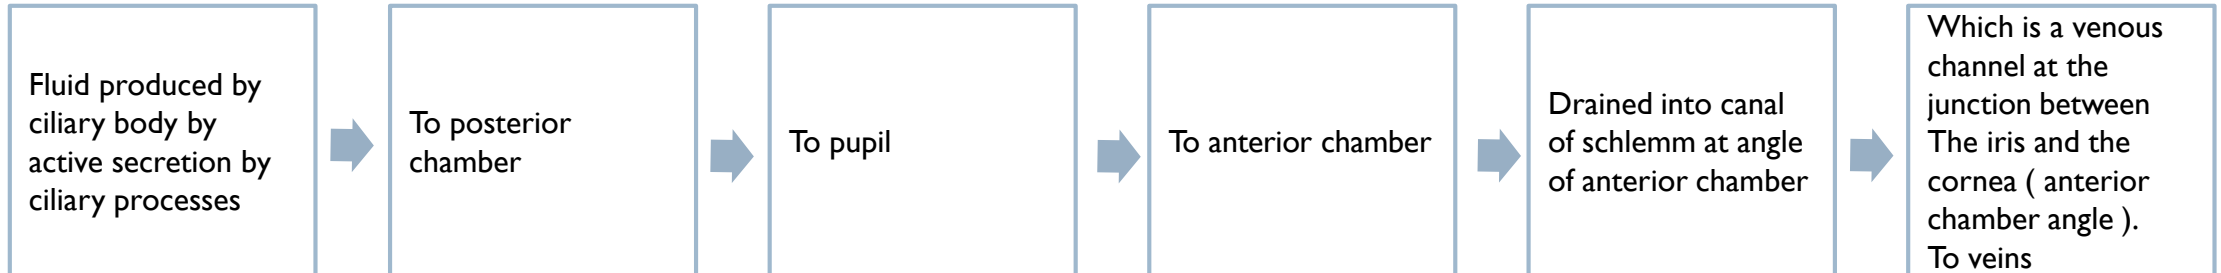 Fluid produced by
ciliary body by
active secretion by
ciliary processes
To posterior
chamber
To pupil
To anterior chamber
Drained into canal
of schlemm at angle
of anterior chamber
Which is a venous
channel at the
junction between
The iris and the
cornea ( anterior
chamber angle ).
To veins